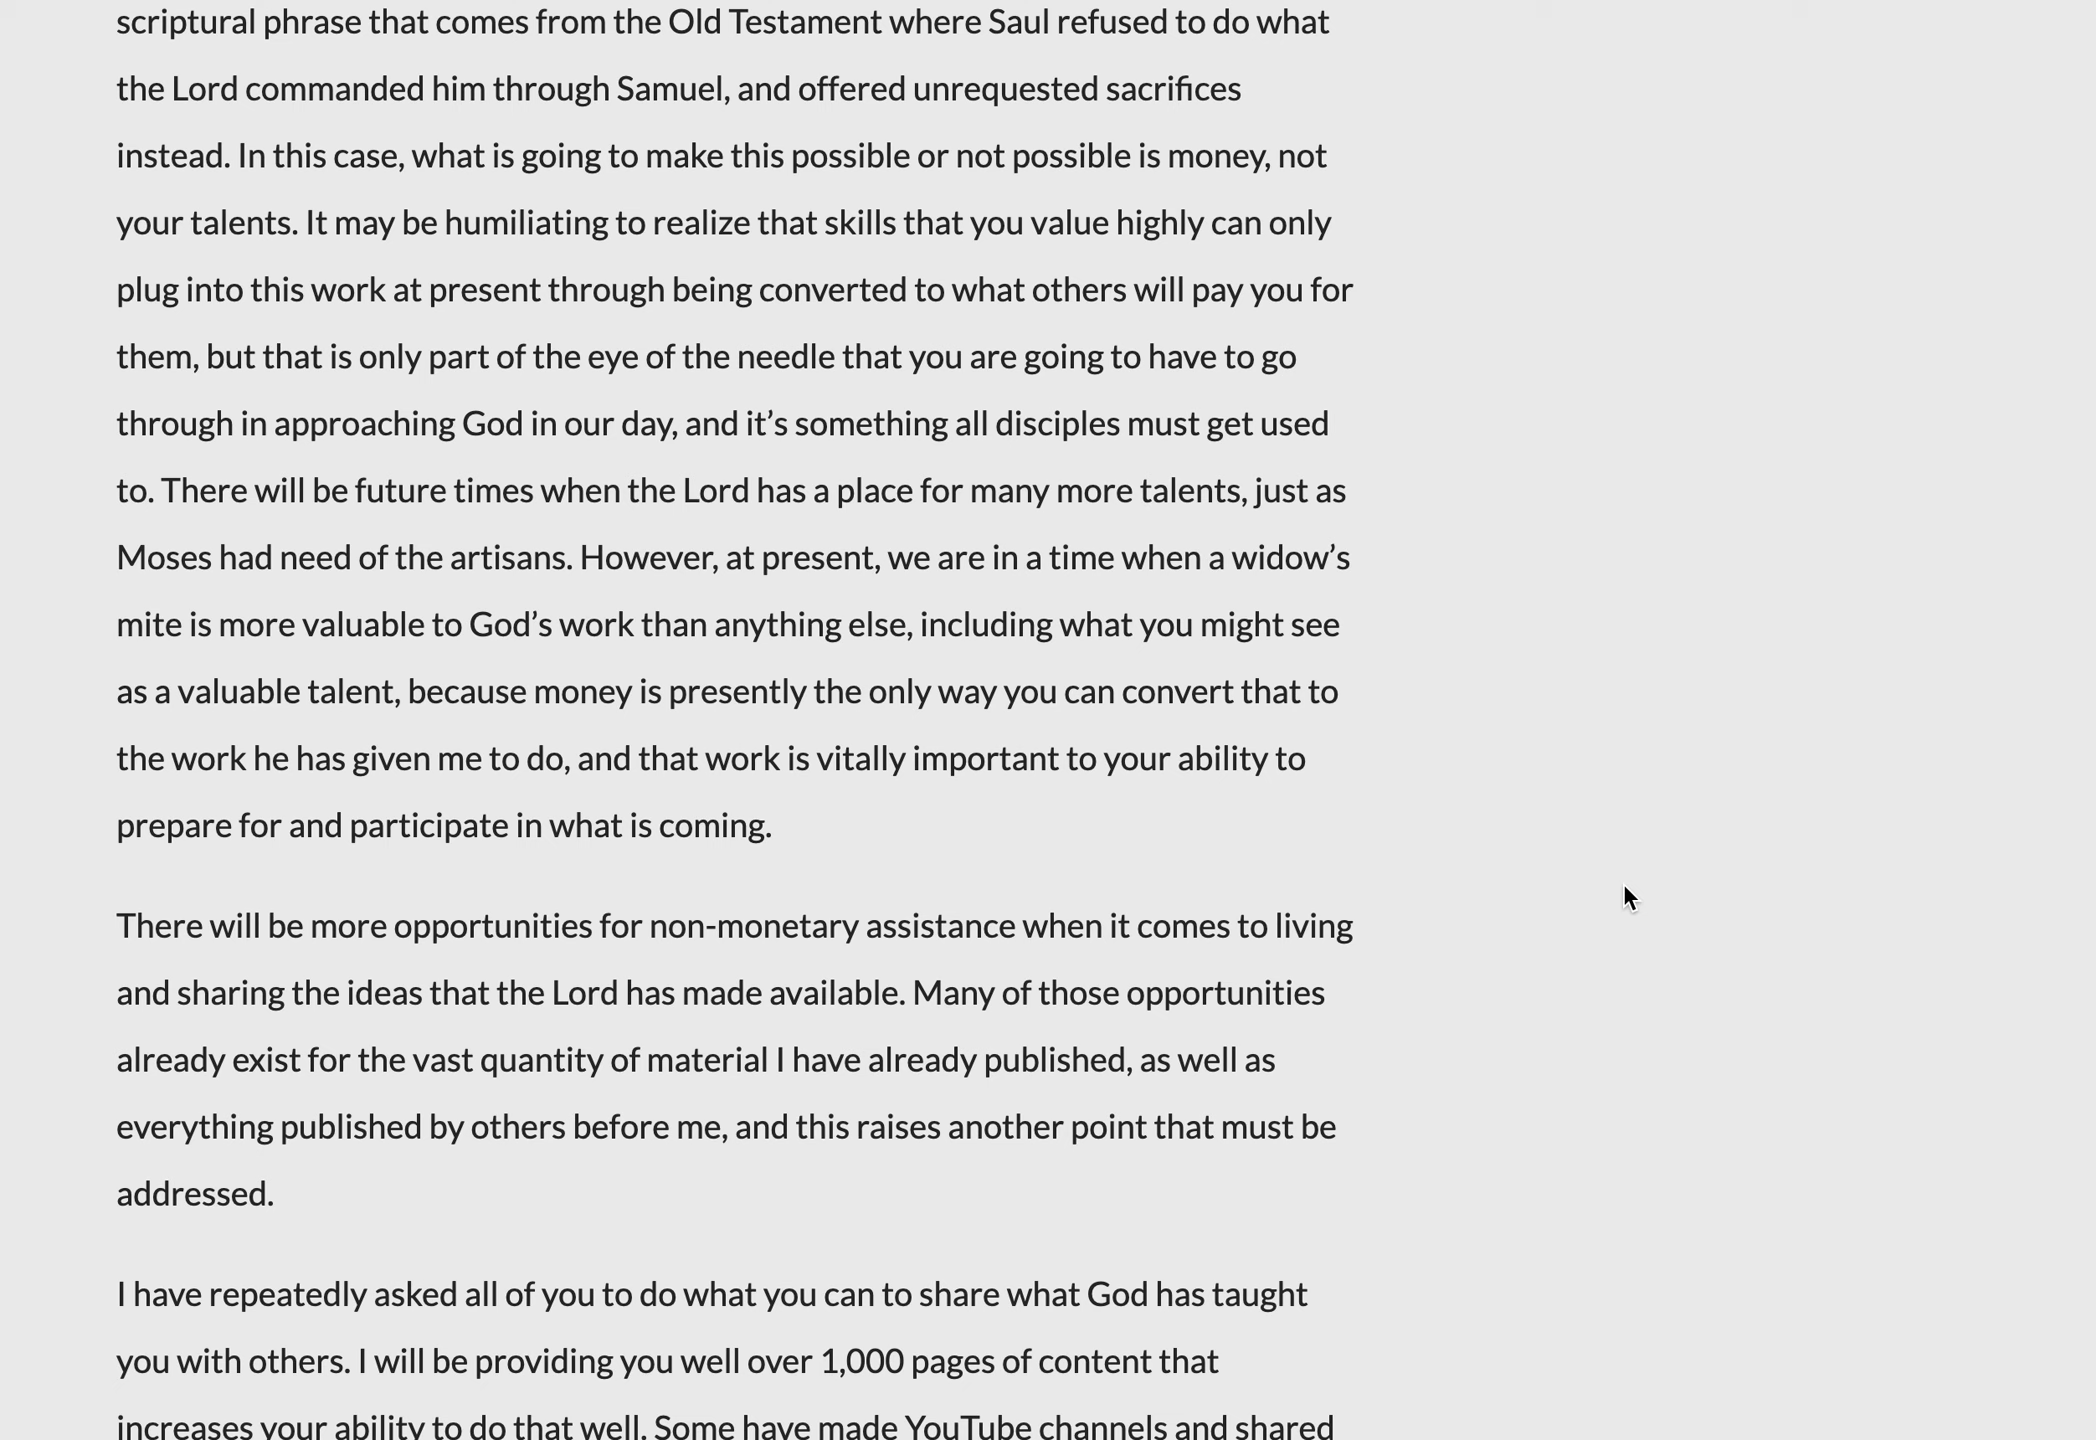 scriptural phrase that comes from the Old Testament where Saul refused to do what
the Lord commanded him through Samuel, and offered unrequested sacrifices
instead. In this case, what is going to make this possible or not possible is money, not
your talents. It may be humiliating to realize that skills that you value highly can only
plug into this work at present through being converted to what others will pay you for
them, but that is only part of the eye of the needle that you are going to have to go
through in approaching God in our day, and it’s something all disciples must get used
to. There will be future times when the Lord has a place for many more talents, just as
Moses had need of the artisans. However, at present, we are in a time when a widow’s
mite is more valuable to God’s work than anything else, including what you might see
as a valuable talent, because money is presently the only way you can convert that to
the work he has given me to do, and that work is vitally important to your ability to
prepare for and participate in what is coming.
There will be more opportunities for non-monetary assistance when it comes to living
and sharing the ideas that the Lord has made available. Many of those opportunities
already exist for the vast quantity of material I have already published, as well as
everything published by others before me, and this raises another point that must be
addressed.
I have repeatedly asked all of you to do what you can to share what God has taught
you with others. I will be providing you well over 1,000 pages of content that
increases your ability to do that well. Some have made YouTube channels and shared